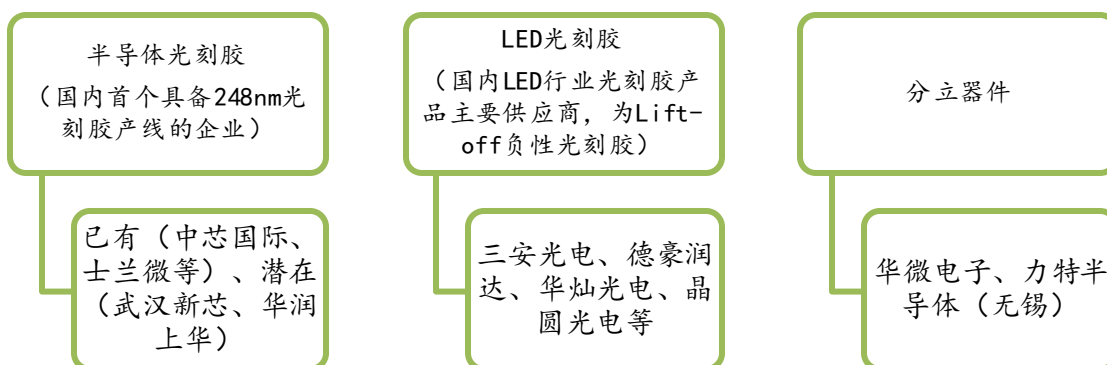 半导体光刻胶
（国内首个具备248nm光
刻胶产线的企业）
已有（中芯国际、
士兰微等）、潜在
（武汉新芯、华润
上华）
LED光刻胶
（国内LED行业光刻胶产
品主要供应商，为Lift-
off负性光刻胶）
三安光电、德豪润
达、华灿光电、晶
圆光电等
分立器件
华微电子、力特半
导体（无锡）